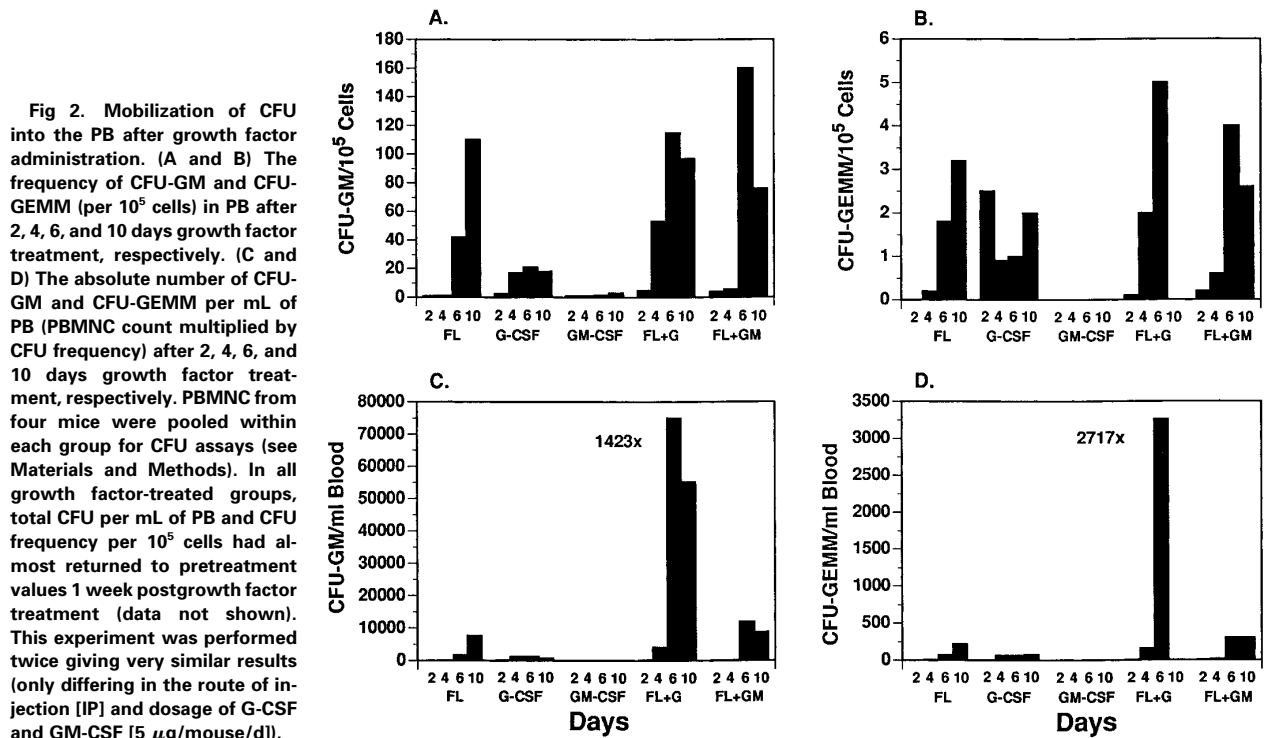 Fig 2. Mobilization of CFU
into the PB after growth factor
administration. (A and B) The
frequency of CFU-GM and CFU-
GEMM (per 10⁵ cells) in PB after
2, 4, 6, and 10 days growth factor
treatment, respectively. (C and
D) The absolute number of CFU-
GM and CFU-GEMM per mL of
PB (PBMNC count multiplied by
CFU frequency) after 2, 4, 6, and
10 days growth factor treat-
ment, respectively. PBMNC from
four mice were pooled within
each group for CFU assays (see
Materials and Methods). In all
growth factor-treated groups,
total CFU per mL of PB and CFU
frequency per 10⁵ cells had al-
most returned to pretreatment
values 1 week postgrowth factor
treatment (data not shown).
This experiment was performed
twice giving very similar results
(only differing in the route of in-
jection [IP] and dosage of G-CSF
and GM-CSF [5 μg/mouse/d]).
A.
CFU-GM/10⁵ Cells
180
160
140
120
100
80
60
40
20
0
2 4 6 10 2 4 6 10 2 4 6 10 2 4 6 10 2 4 6 10
FL G-CSF GM-CSF FL+G FL+GM
B.
CFU-GEMM/10⁵ Cells
6
5
4
3
2
1
0
2 4 6 10 2 4 6 10 2 4 6 10 2 4 6 10 2 4 6 10
FL G-CSF GM-CSF FL+G FL+GM
C.
CFU-GM/ml Blood
80000
70000
60000
50000
40000
30000
20000
10000
0
1423x
2 4 6 10 2 4 6 10 2 4 6 10 2 4 6 10 2 4 6 10
FL G-CSF GM-CSF FL+G FL+GM
Days
D.
CFU-GEMM/ml Blood
3500
3000
2500
2000
1500
1000
500
0
2717x
2 4 6 10 2 4 6 10 2 4 6 10 2 4 6 10 2 4 6 10
FL G-CSF GM-CSF FL+G FL+GM
Days